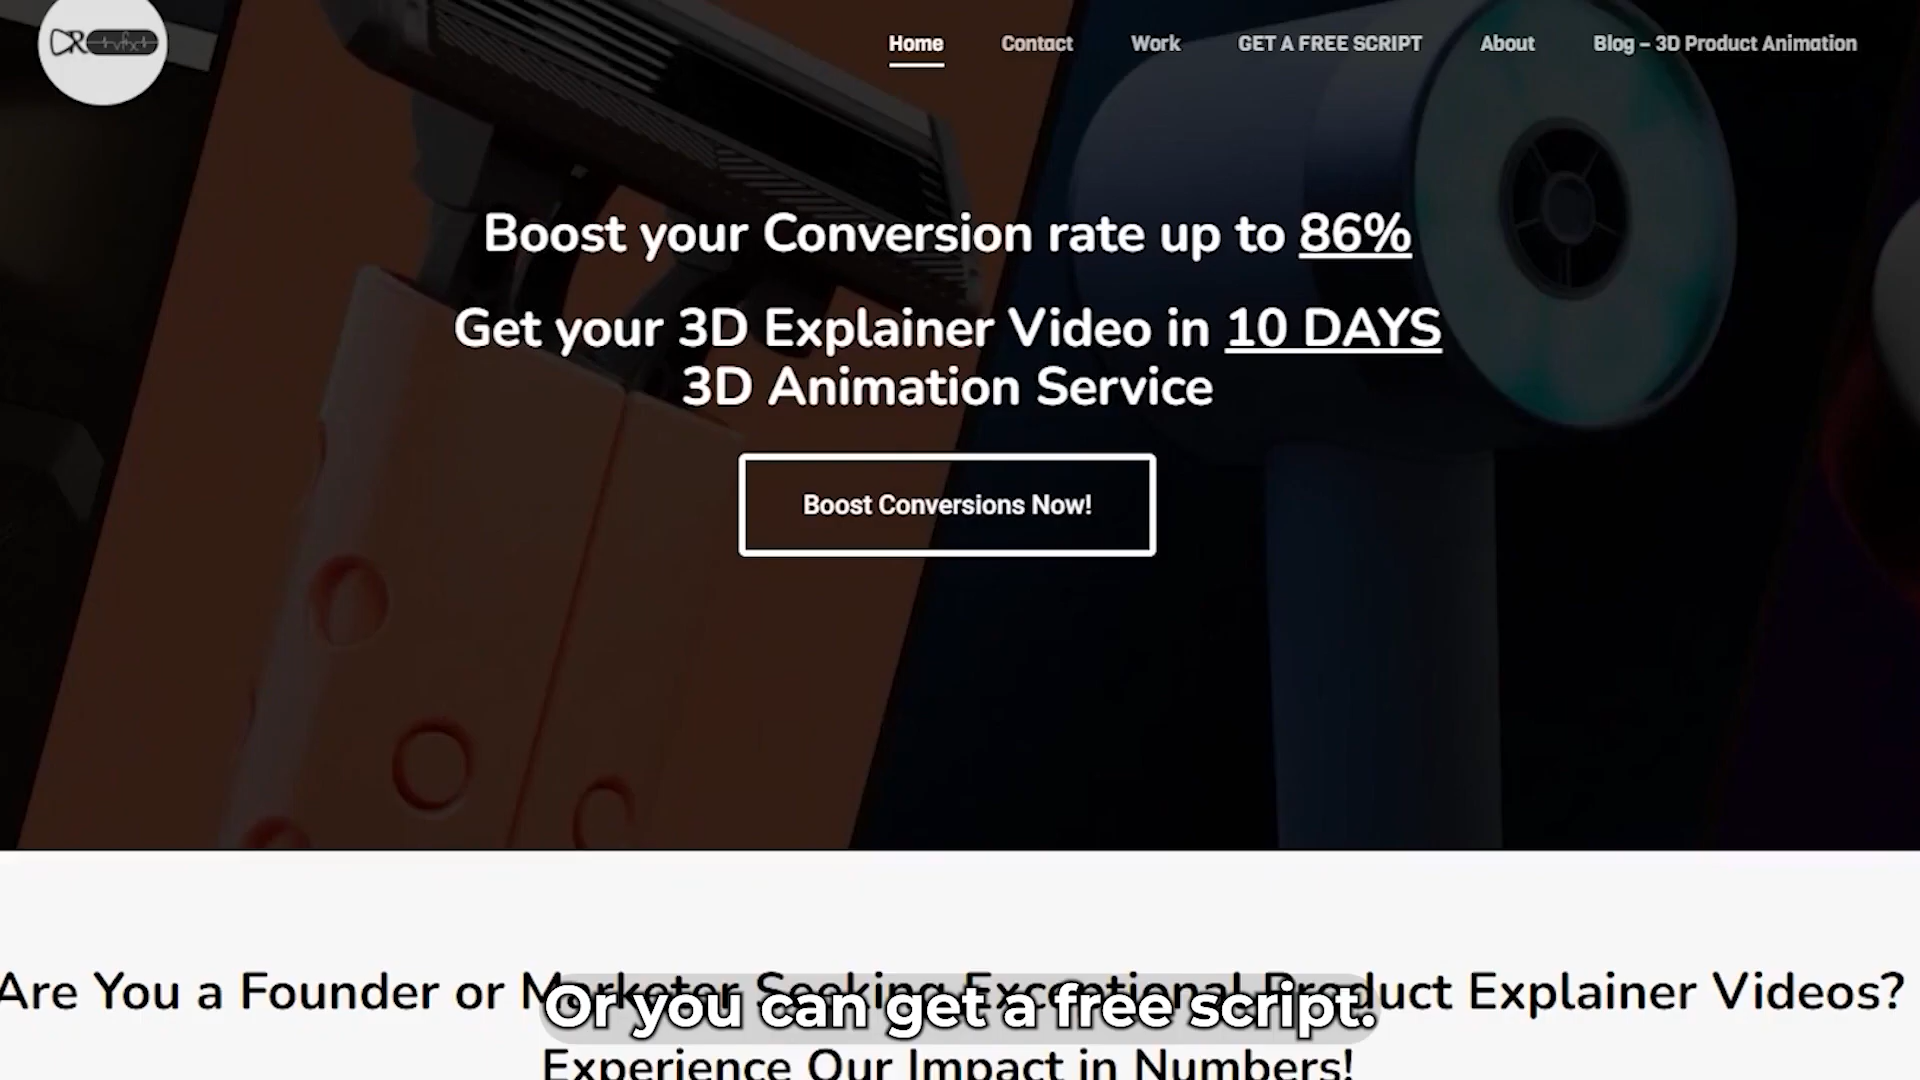 DR vfx
Home
Contact
Work
GET A FREE SCRIPT
About
Blog – 3D Product Animation
Boost your Conversion rate up to 86%
Get your 3D Explainer Video in 10 DAYS
3D Animation Service
Boost Conversions Now!
Are You a Founder or Marketer Seeking Exceptional Product Explainer Videos?
Or you can get a free script.
Experience Our Impact in Numbers!